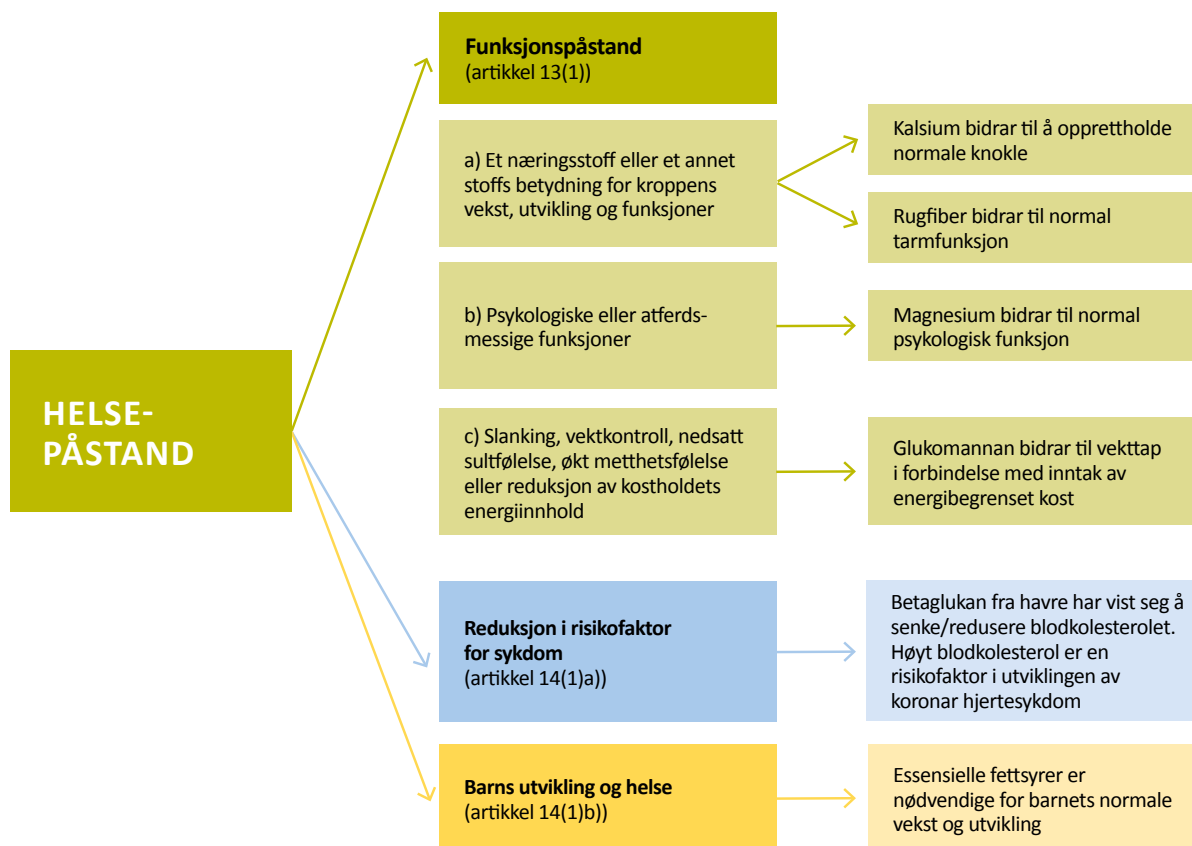 Funksjonspåstand
(artikkel 13(1))
a) Et næringsstoff eller et annet
stoffs betydning for kroppens
vekst, utvikling og funksjoner
Kalsium bidrar til å opprettholde
normale knokle
Rugfiber bidrar til normal
tarmfunksjon
b) Psykologiske eller atferds-
messige funksjoner
Magnesium bidrar til normal
psykologisk funksjon
HELSE-
PÅSTAND
c) Slanking, vektkontroll, nedsatt
sultfølelse, økt metthetsfølelse
eller reduksjon av kostholdets
energiinnhold
Glukomannan bidrar til vekttap
i forbindelse med inntak av
energibegrenset kost
Reduksjon i risikofaktor
for sykdom
(artikkel 14(1)a))
Betaglukan fra havre har vist seg å
senke/redusere blodkolesterolet.
Høyt blodkolesterol er en
risikofaktor i utviklingen av
koronar hjertesykdom
Barns utvikling og helse
(artikkel 14(1)b))
Essensielle fettsyrer er
nødvendige for barnets normale
vekst og utvikling